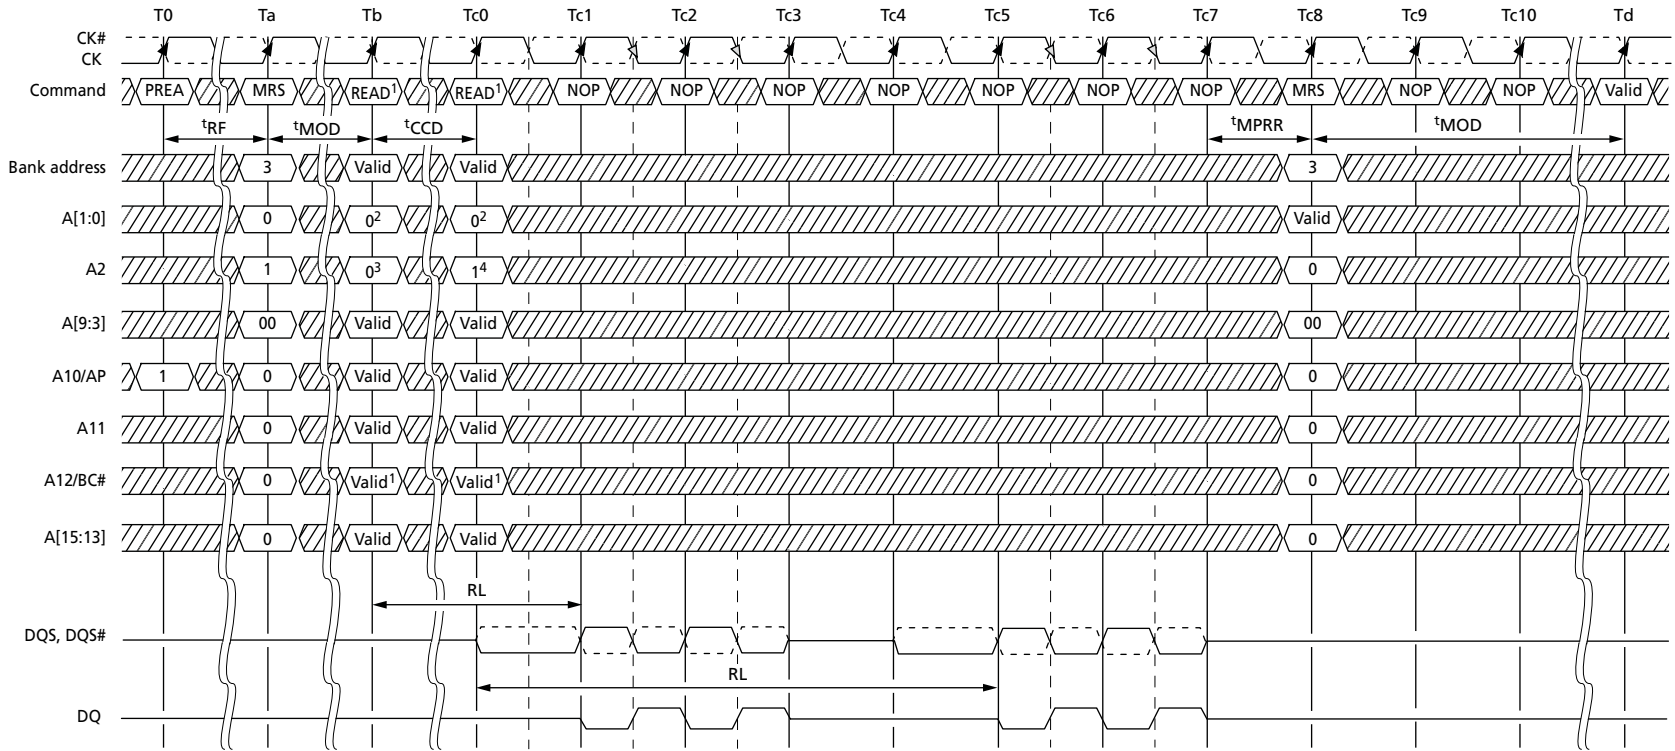 T0 Ta Tb Tc0 Tc1 Tc2 Tc3 Tc4 Tc5 Tc6 Tc7 Tc8 Tc9 Tc10 Td
CK#
CK
Command PREA MRS READ1 READ1 NOP NOP NOP NOP NOP NOP NOP MRS NOP NOP Valid
tRF tMOD tCCD tMPRR tMOD
Bank address 3 Valid Valid 3
A[1:0] 0 02 02 Valid
A2 1 03 14 0
A[9:3] 00 Valid Valid 00
A10/AP 1 0 Valid Valid 0
A11 0 Valid Valid 0
A12/BC# 0 Valid1 Valid1 0
A[15:13] 0 Valid Valid 0
RL
DQS, DQS#
RL
DQ